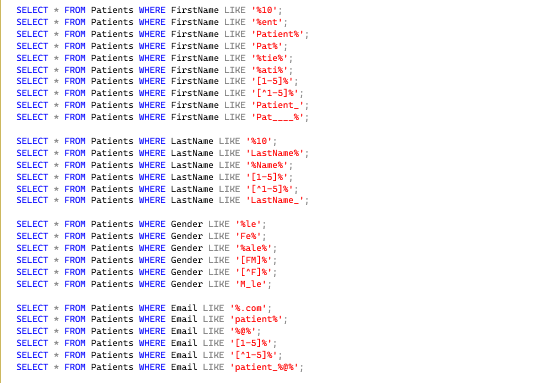 SELECT * FROM Patients WHERE FirstName LIKE '%10';
SELECT * FROM Patients WHERE FirstName LIKE '%ent';
SELECT * FROM Patients WHERE FirstName LIKE 'Patient%';
SELECT * FROM Patients WHERE FirstName LIKE 'Pat%';
SELECT * FROM Patients WHERE FirstName LIKE '%tie%';
SELECT * FROM Patients WHERE FirstName LIKE '%ati%';
SELECT * FROM Patients WHERE FirstName LIKE '[1-5]%';
SELECT * FROM Patients WHERE FirstName LIKE '[^1-5]%';
SELECT * FROM Patients WHERE FirstName LIKE 'Patient_';
SELECT * FROM Patients WHERE FirstName LIKE 'Pat____%';
SELECT * FROM Patients WHERE LastName LIKE '%10';
SELECT * FROM Patients WHERE LastName LIKE 'LastName%';
SELECT * FROM Patients WHERE LastName LIKE '%Name%';
SELECT * FROM Patients WHERE LastName LIKE '[1-5]%';
SELECT * FROM Patients WHERE LastName LIKE '[^1-5]%';
SELECT * FROM Patients WHERE LastName LIKE 'LastName_';
SELECT * FROM Patients WHERE Gender LIKE '%le';
SELECT * FROM Patients WHERE Gender LIKE 'Fe%';
SELECT * FROM Patients WHERE Gender LIKE '%ale%';
SELECT * FROM Patients WHERE Gender LIKE '[FM]%';
SELECT * FROM Patients WHERE Gender LIKE '[^F]%';
SELECT * FROM Patients WHERE Gender LIKE 'M_le';
SELECT * FROM Patients WHERE Email LIKE '%.com';
SELECT * FROM Patients WHERE Email LIKE 'patient%';
SELECT * FROM Patients WHERE Email LIKE '%@%';
SELECT * FROM Patients WHERE Email LIKE '[1-5]%';
SELECT * FROM Patients WHERE Email LIKE '[^1-5]%';
SELECT * FROM Patients WHERE Email LIKE 'patient_%@%';